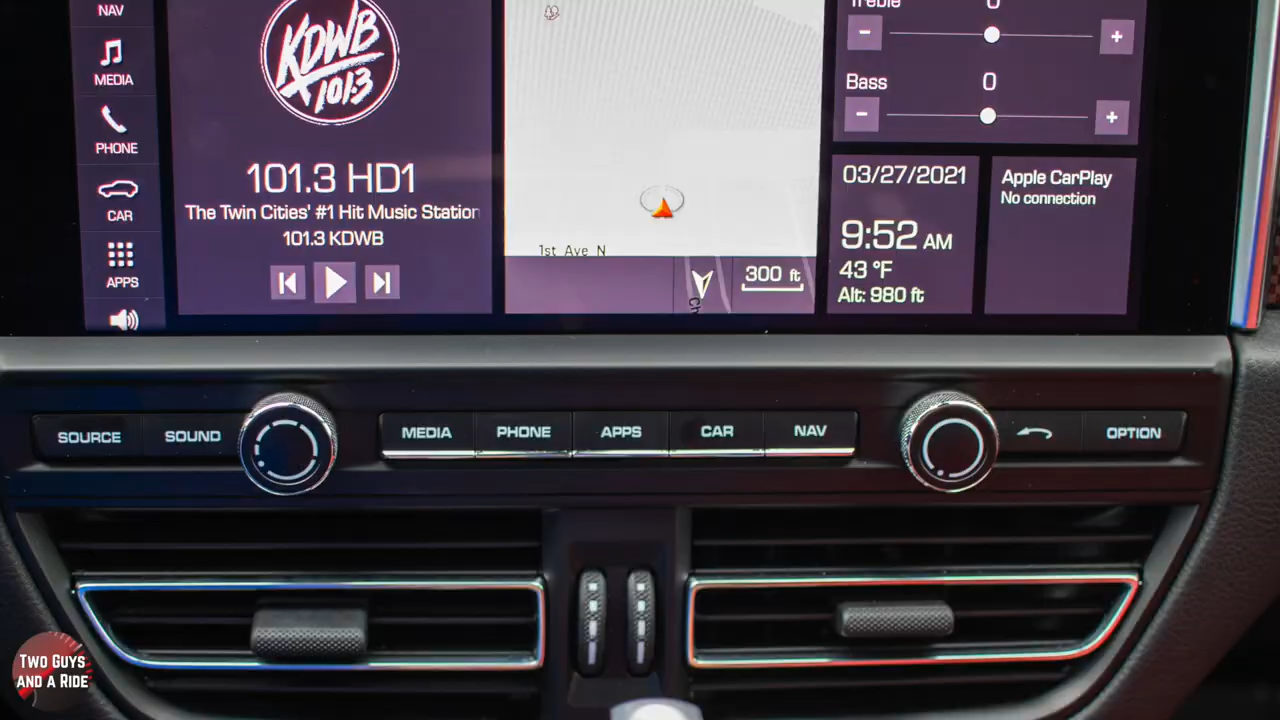 NAV
MEDIA
PHONE
CAR
APPS
KDWB
101.3
101.3 HD1
The Twin Cities' #1 Hit Music Station
101.3 KDWB
1st Ave N
300 ft
Treble
0
Bass
0
03/27/2021
9:52 AM
43 °F
Alt: 980 ft
Apple CarPlay
No connection
SOURCE
SOUND
MEDIA
PHONE
APPS
CAR
NAV
OPTION
TWO GUYS
AND A RIDE